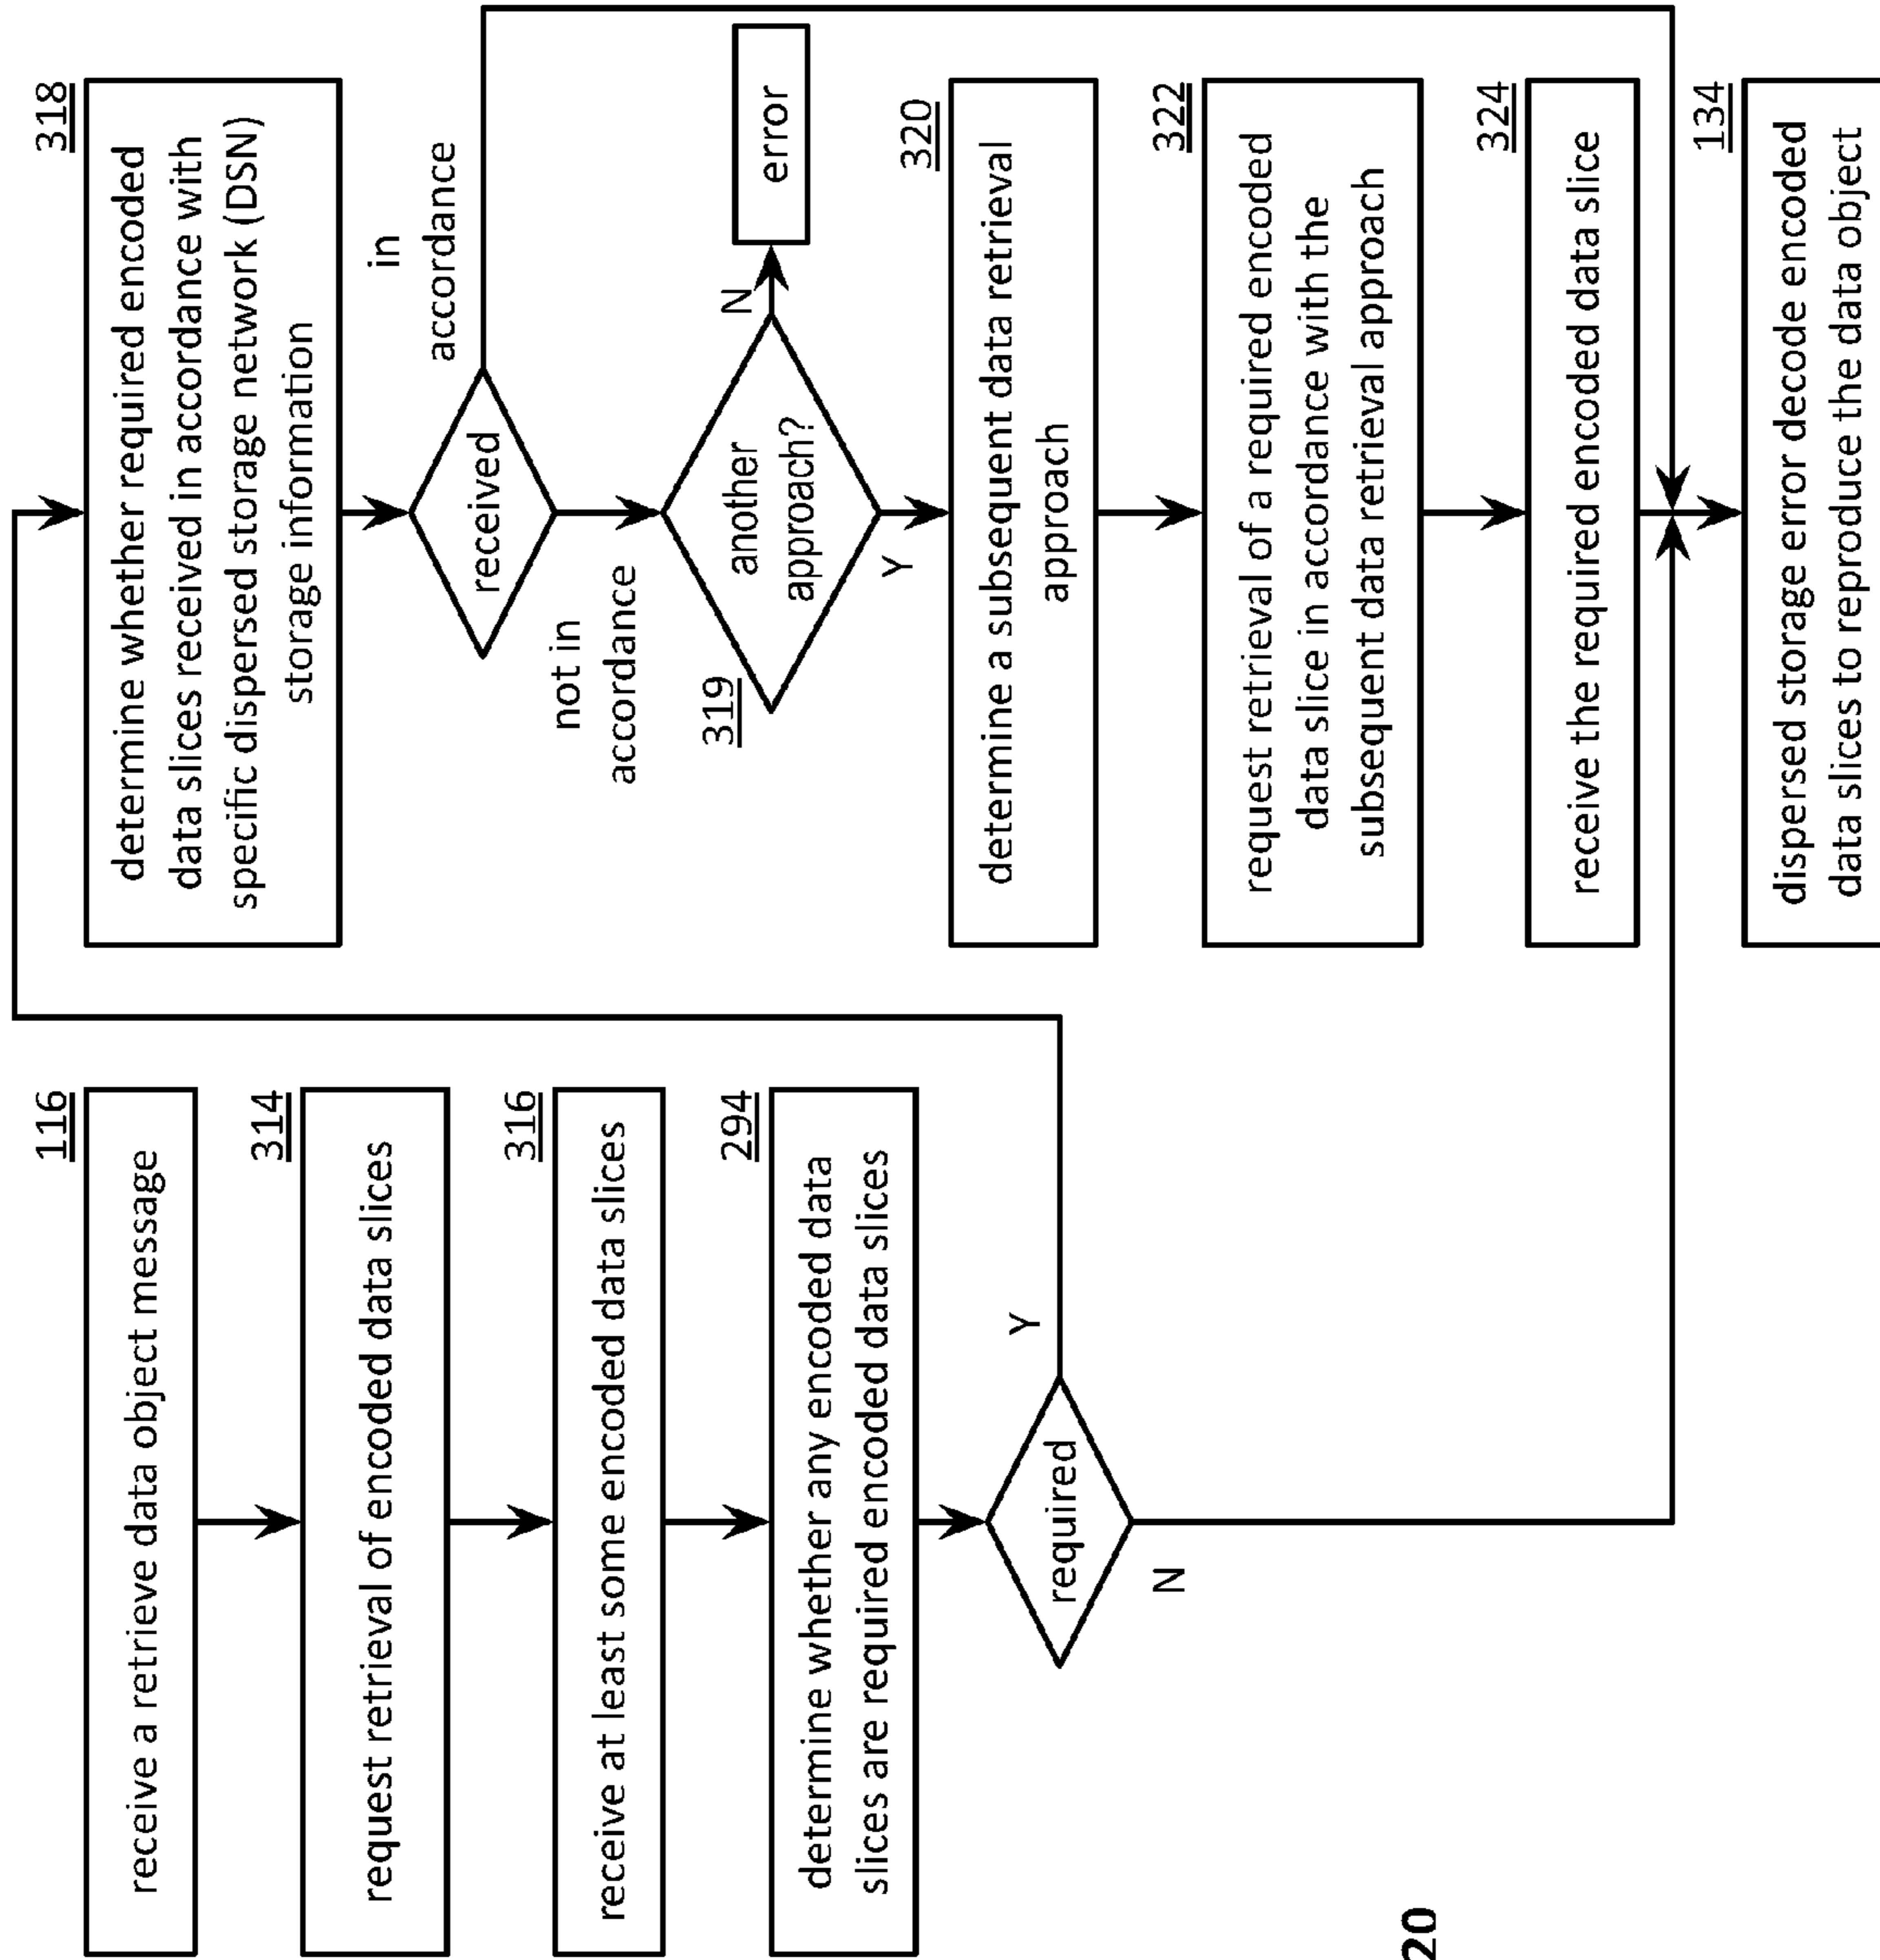 116
receive a retrieve data object message
314
request retrieval of encoded data slices
316
receive at least some encoded data slices
294
determine whether any encoded data
slices are required encoded data slices
required
Y
N
318
determine whether required encoded
data slices received in accordance with
specific dispersed storage network (DSN)
storage information
received
in
accordance
not in
accordance
319
another
approach?
N
error
Y
320
determine a subsequent data retrieval
approach
322
request retrieval of a required encoded
data slice in accordance with the
subsequent data retrieval approach
324
receive the required encoded data slice
134
dispersed storage error decode encoded
data slices to reproduce the data object
20